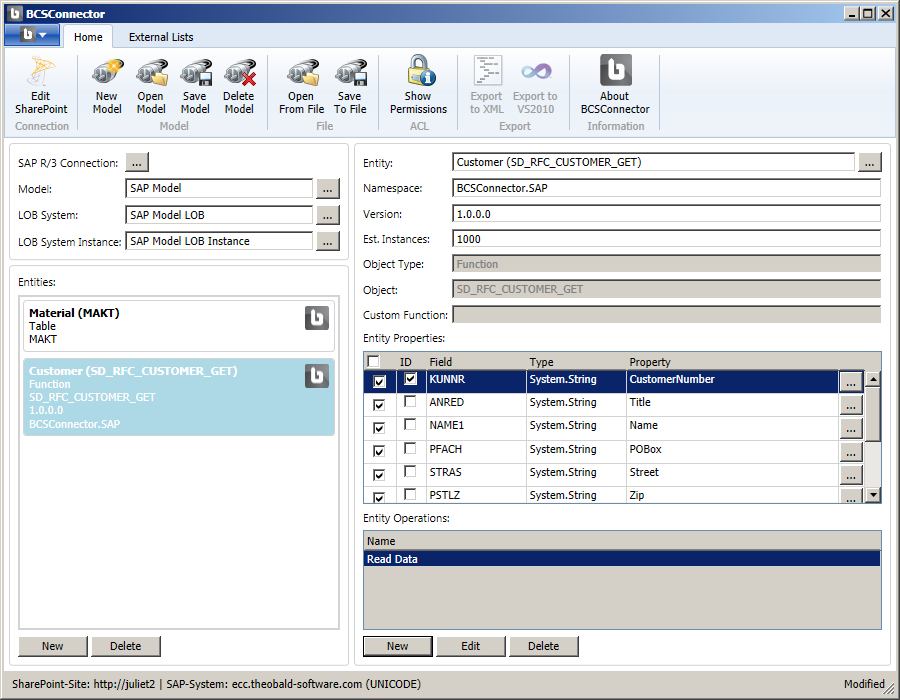 BCSConnector
Home External Lists
Edit SharePoint
New Model
Open Model
Save Model
Delete Model
Open From File
Save To File
Show Permissions
Export to XML
Export to VS2010
About BCSConnector
Connection Model File ACL Export Information
SAP R/3 Connection: ...
Model: SAP Model ...
LOB System: SAP Model LOB ...
LOB System Instance: SAP Model LOB Instance ...
Entities:
Material (MAKT)
Table
MAKT
Customer (SD_RFC_CUSTOMER_GET)
Function
SD_RFC_CUSTOMER_GET
1.0.0.0
BCSConnector.SAP
New Delete
Entity: Customer (SD_RFC_CUSTOMER_GET) ...
Namespace: BCSConnector.SAP
Version: 1.0.0.0
Est. Instances: 1000
Object Type: Function
Object: SD_RFC_CUSTOMER_GET
Custom Function:
Entity Properties:
ID Field Type Property
KUNNR System.String CustomerNumber ...
ANRED System.String Title ...
NAME1 System.String Name ...
PFACH System.String POBox ...
STRAS System.String Street ...
PSTLZ System.String Zip ...
Entity Operations:
Name
Read Data
New Edit Delete
SharePoint-Site: http://juliet2 | SAP-System: ecc.theobald-software.com (UNICODE) Modified